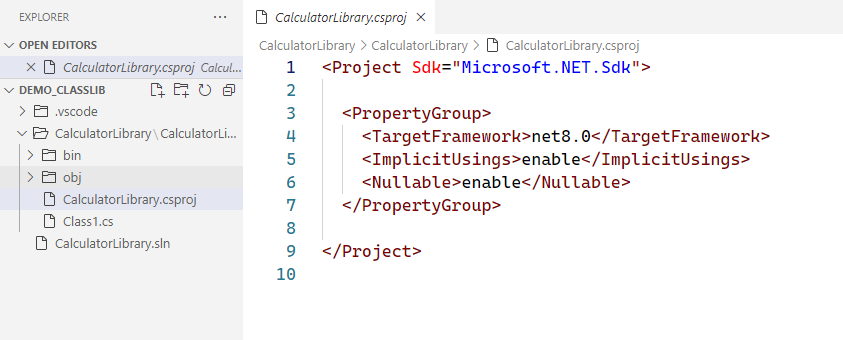 EXPLORER ...
OPEN EDITORS
CalculatorLibrary.csproj Calcul...
DEMO_CLASSLIB
.vscode
CalculatorLibrary\CalculatorLi...
bin
obj
CalculatorLibrary.csproj
Class1.cs
CalculatorLibrary.sln
CalculatorLibrary.csproj
CalculatorLibrary > CalculatorLibrary > CalculatorLibrary.csproj
1 <Project Sdk="Microsoft.NET.Sdk">
2
3 <PropertyGroup>
4 <TargetFramework>net8.0</TargetFramework>
5 <ImplicitUsings>enable</ImplicitUsings>
6 <Nullable>enable</Nullable>
7 </PropertyGroup>
8
9 </Project>
10